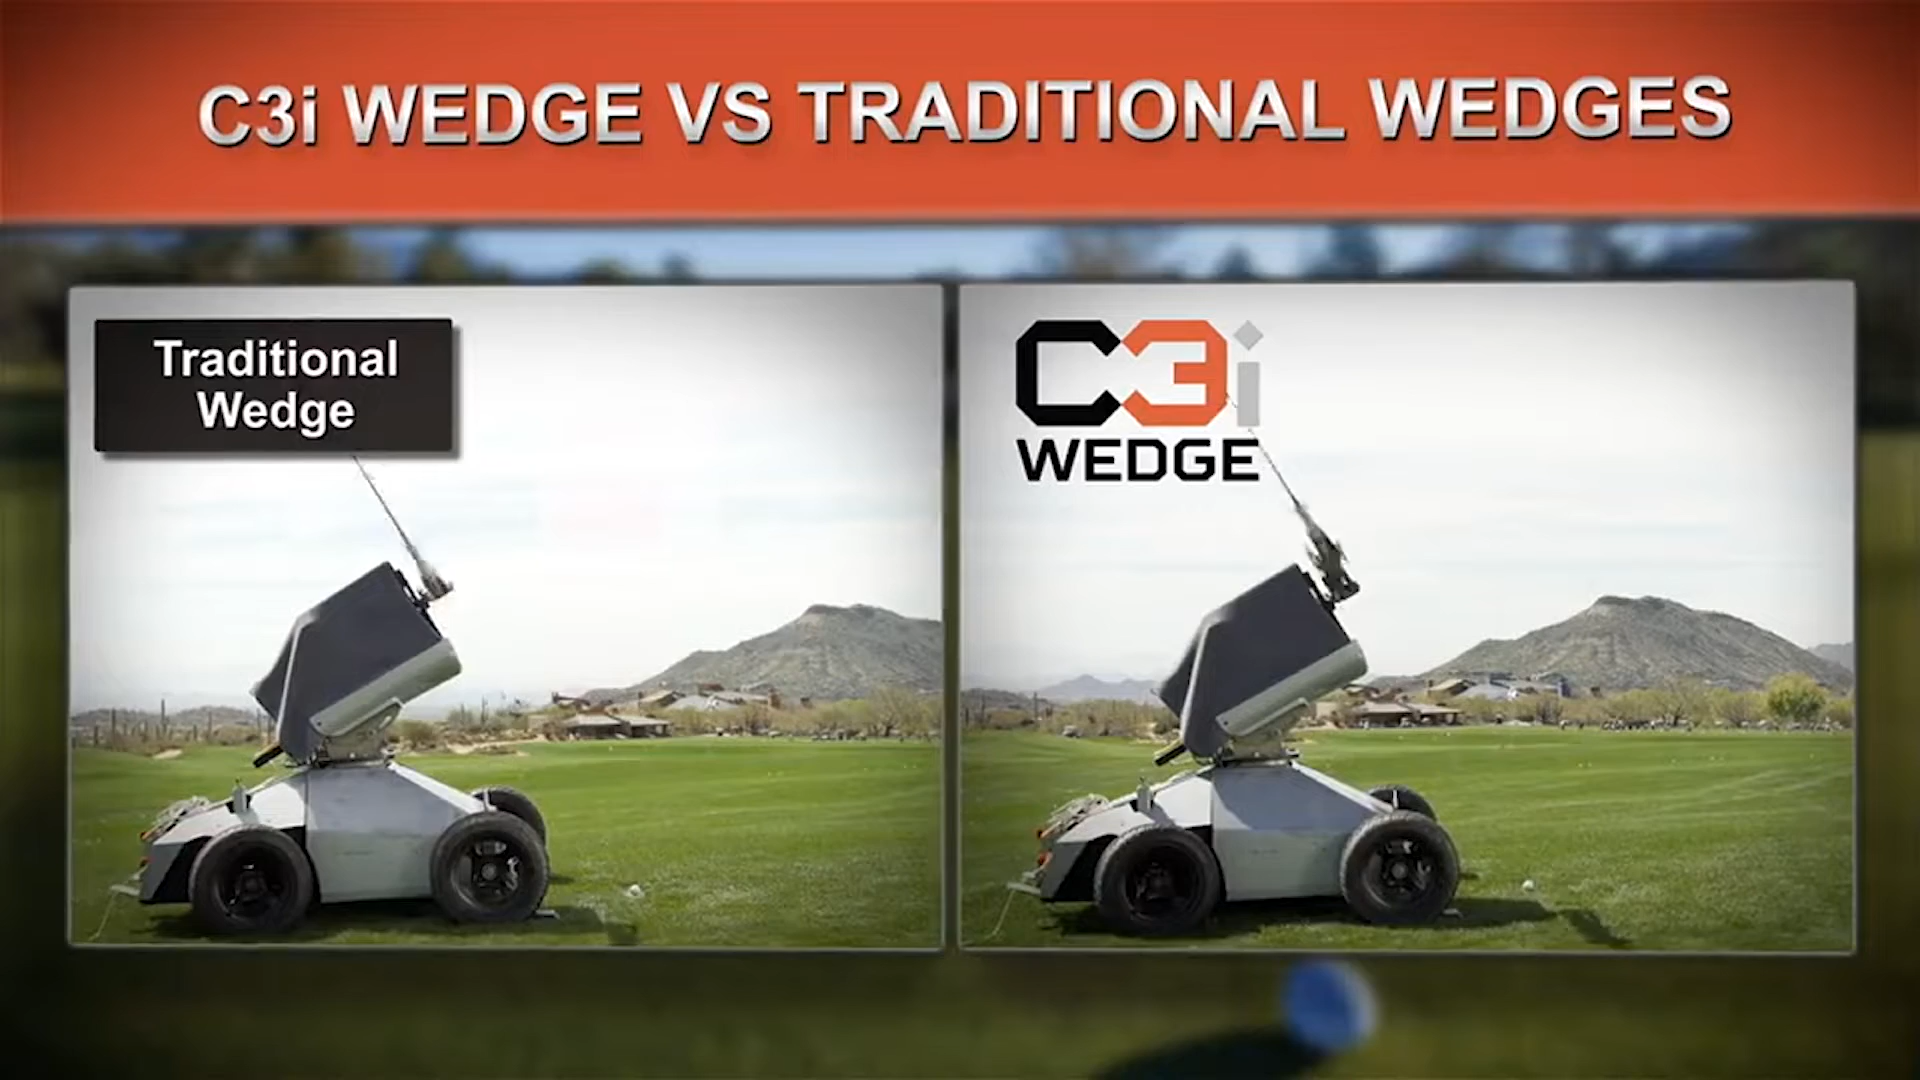 C3i WEDGE VS TRADITIONAL WEDGES
Traditional
Wedge
C3i
WEDGE